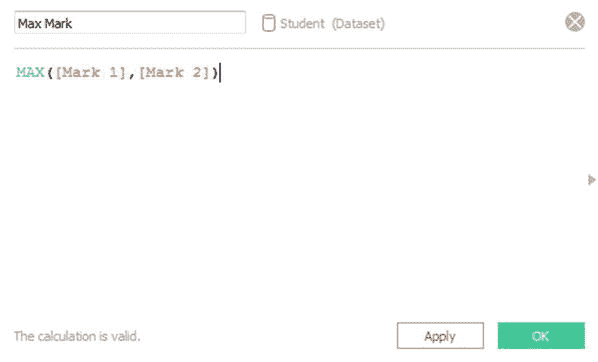 Max Mark
Student (Dataset)
MAX([Mark 1],[Mark 2])
The calculation is valid.
Apply
OK